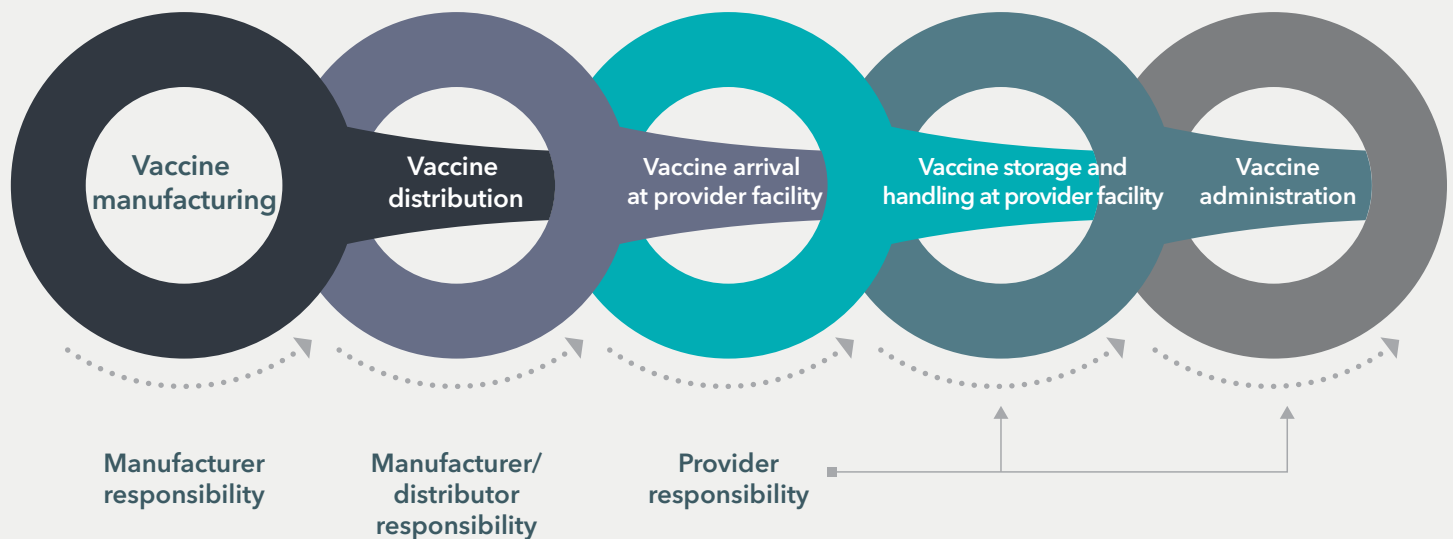 Vaccine
manufacturing
Vaccine
distribution
Vaccine arrival
at provider facility
Vaccine storage and
handling at provider facility
Vaccine
administration
Manufacturer
responsibility
Manufacturer/
distributor
responsibility
Provider
responsibility